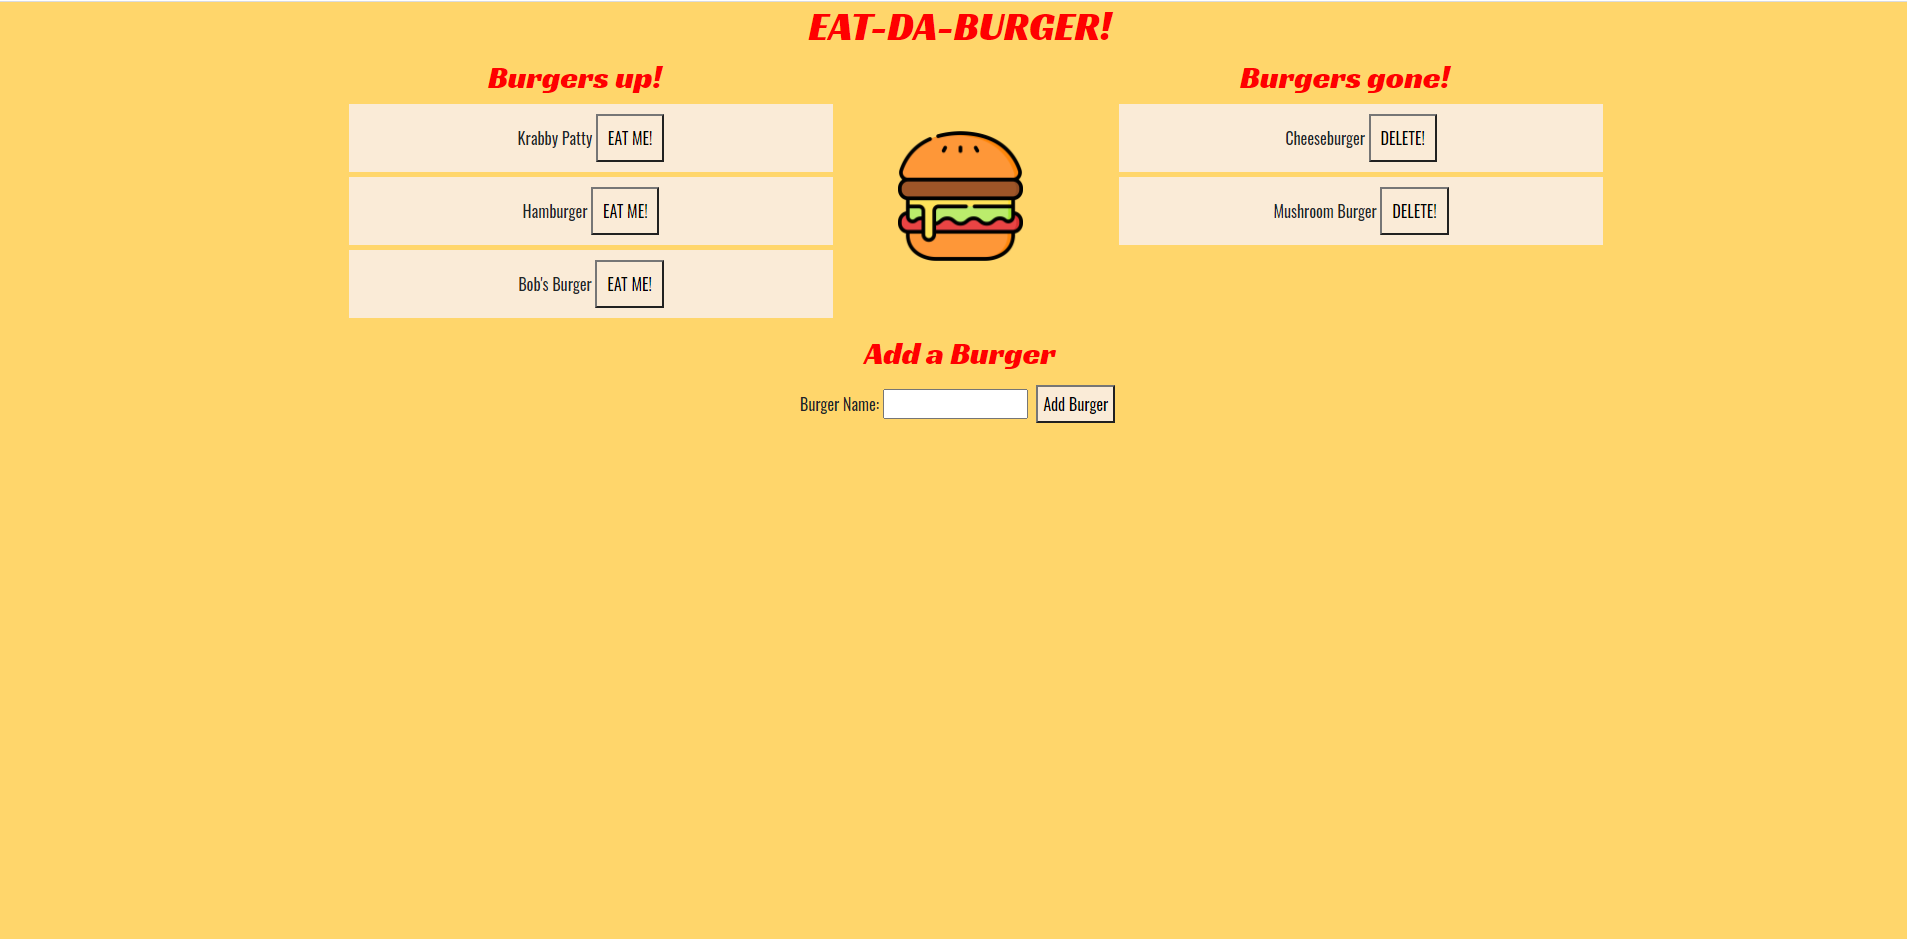 EAT-DA-BURGER!
Burgers up!
Krabby Patty EAT ME!
Hamburger EAT ME!
Bob's Burger EAT ME!
Burgers gone!
Cheeseburger DELETE!
Mushroom Burger DELETE!
Add a Burger
Burger Name: Add Burger